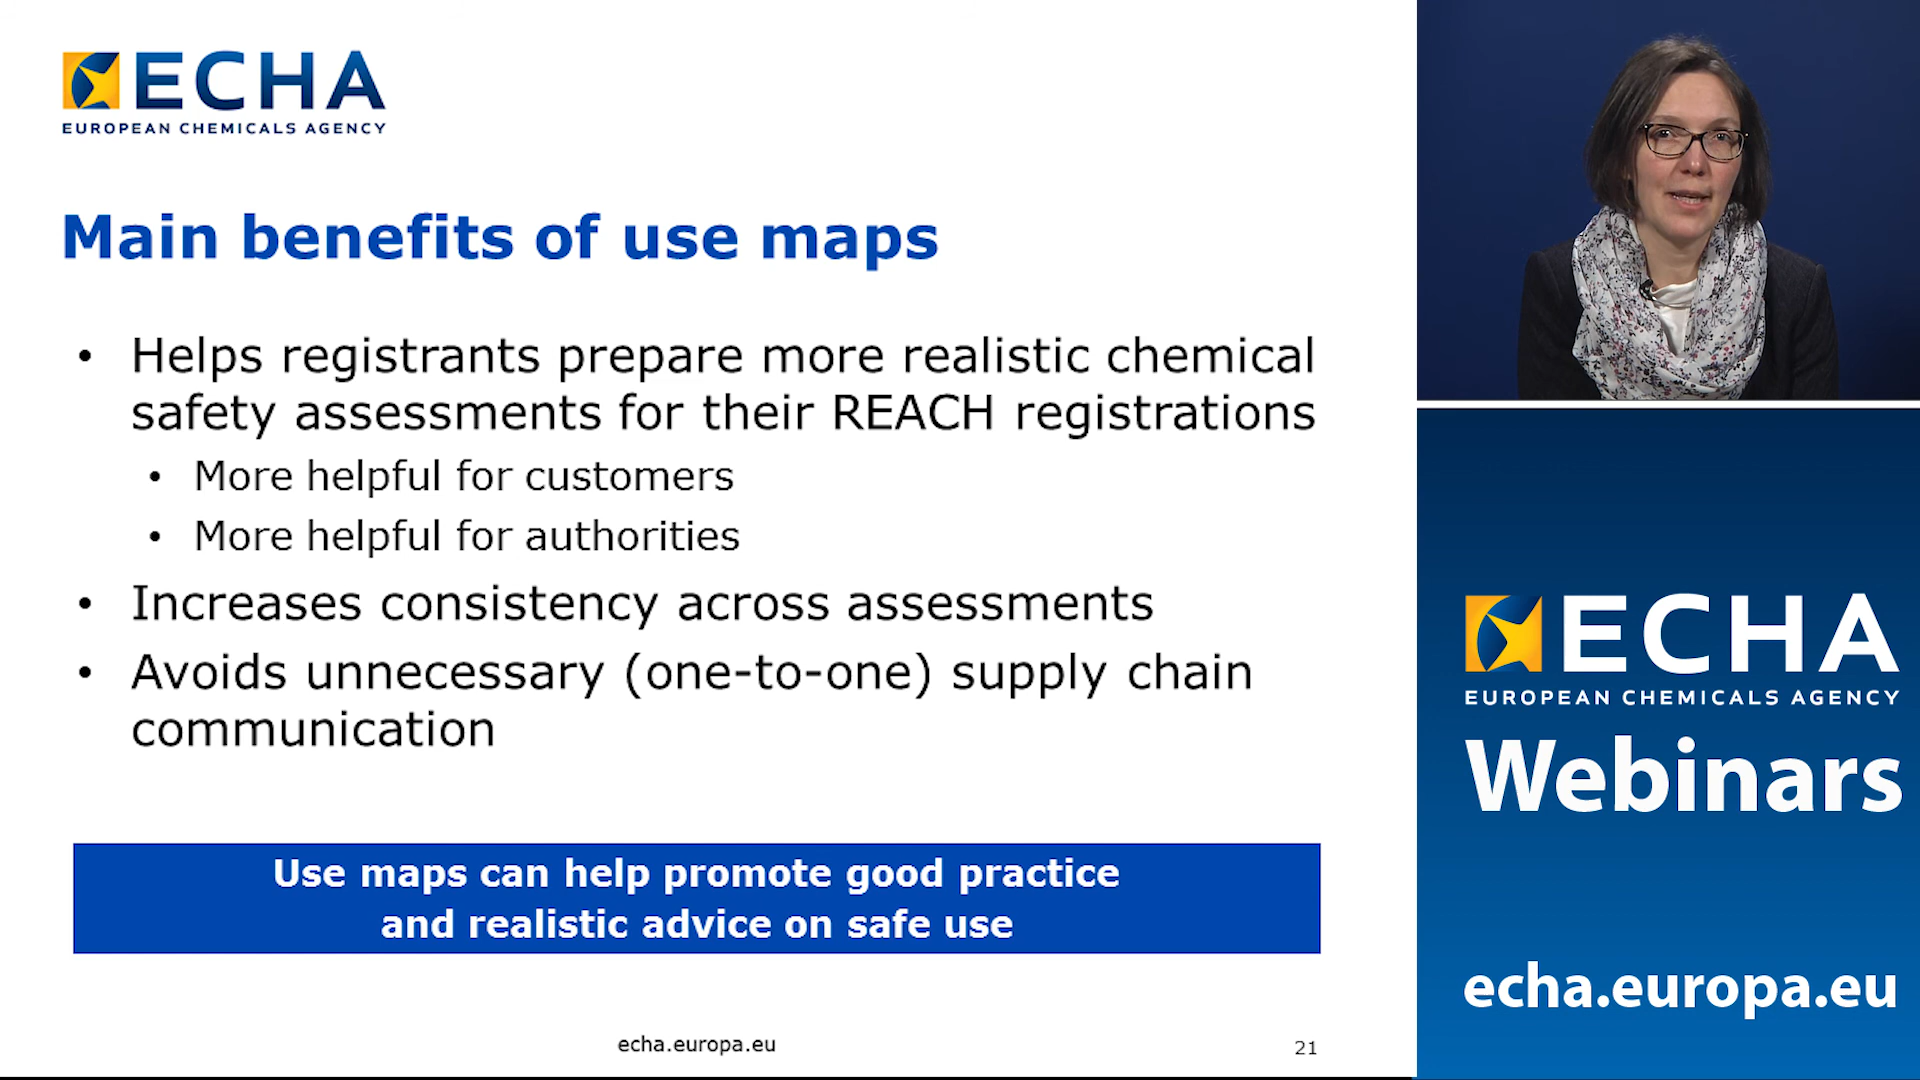 ECHA
EUROPEAN CHEMICALS AGENCY
Main benefits of use maps
• Helps registrants prepare more realistic chemical
safety assessments for their REACH registrations
• More helpful for customers
• More helpful for authorities
• Increases consistency across assessments
• Avoids unnecessary (one-to-one) supply chain
communication
Use maps can help promote good practice
and realistic advice on safe use
echa.europa.eu
21
ECHA
EUROPEAN CHEMICALS AGENCY
Webinars
echa.europa.eu